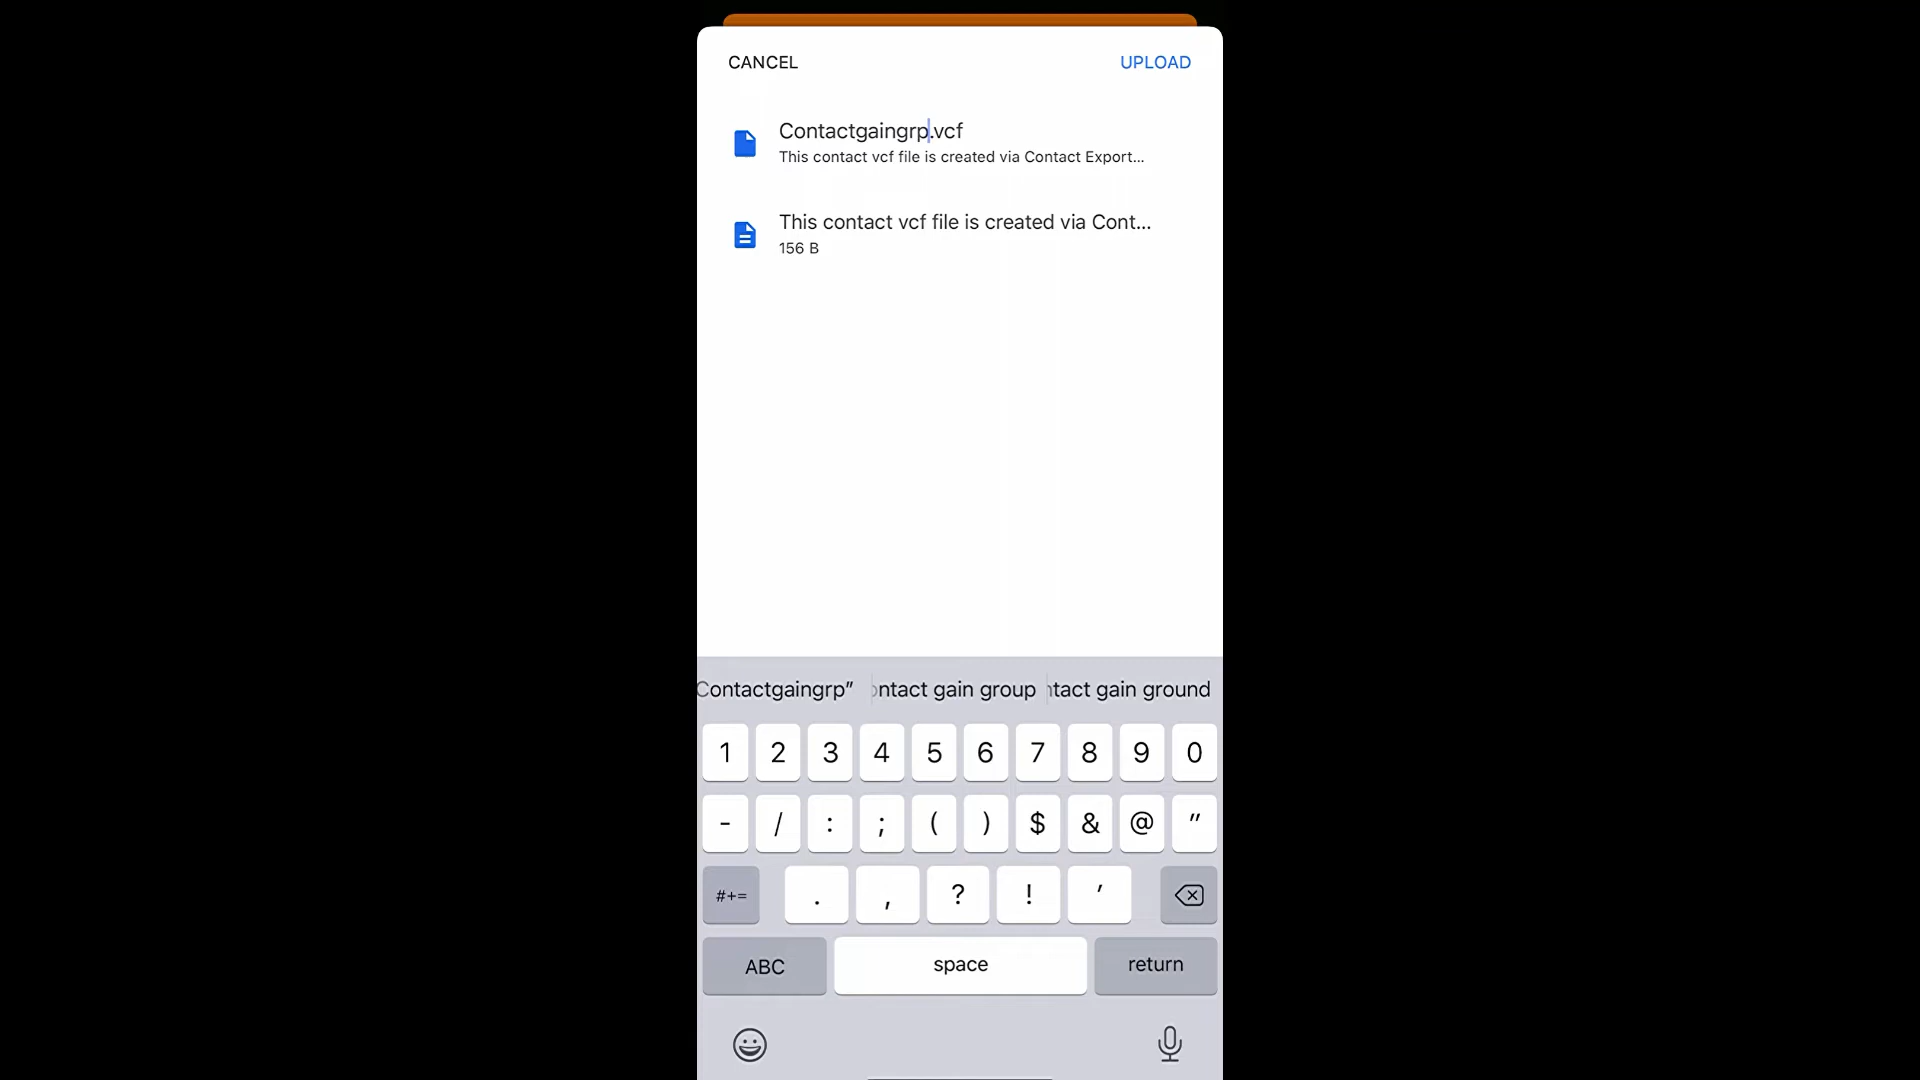 CANCEL UPLOAD
Contactgaingrp.vcf
This contact vcf file is created via Contact Export...
This contact vcf file is created via Cont...
156 B
Contactgaingrp" ntact gain group tact gain ground
1 2 3 4 5 6 7 8 9 0
- / : ; ( ) $ & @ "
#+= . , ? ! '
ABC space return